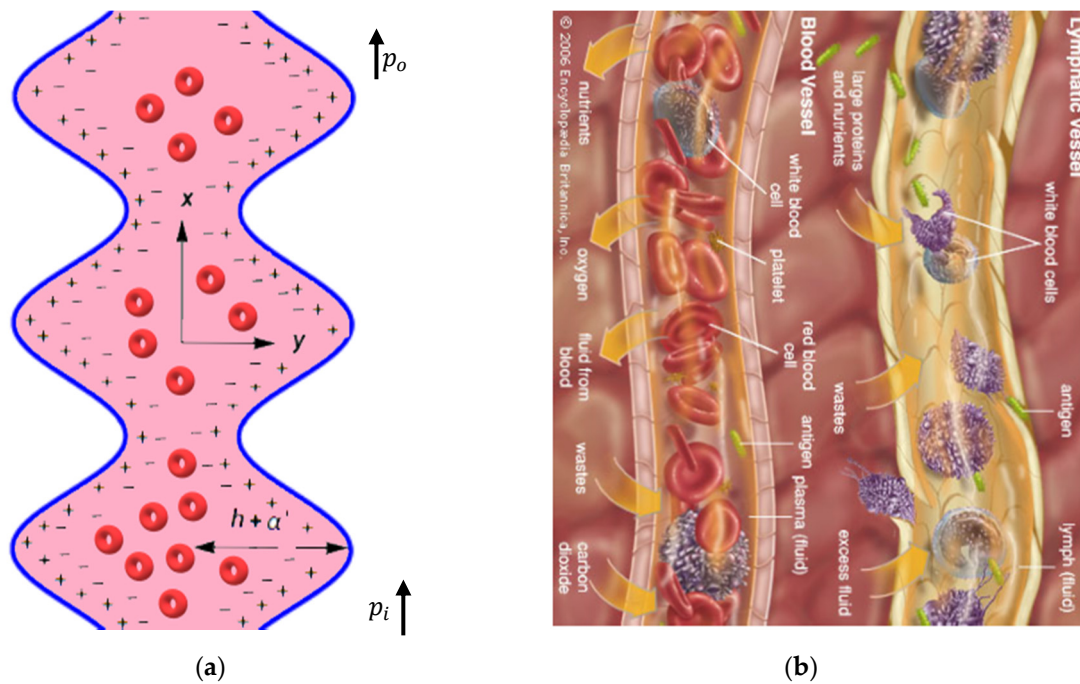 p_o
x
y
h + α'
p_i
(a)
© 2006 Encyclopædia Britannica, Inc.
nutrients
oxygen
fluid from
blood
wastes
carbon
dioxide
Blood Vessel
white blood
cell
platelet
red blood
cell
antigen
plasma (fluid)
large proteins
and nutrients
wastes
excess fluid
Lymphatic Vessel
white blood
cells
antigen
lymph (fluid)
(b)